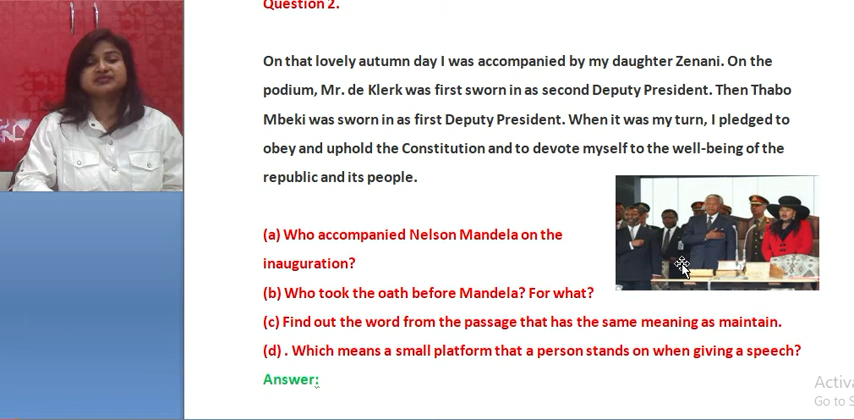 Question 2.
On that lovely autumn day I was accompanied by my daughter Zenani. On the
podium, Mr. de Klerk was first sworn in as second Deputy President. Then Thabo
Mbeki was sworn in as first Deputy President. When it was my turn, I pledged to
obey and uphold the Constitution and to devote myself to the well-being of the
republic and its people.
(a) Who accompanied Nelson Mandela on the
inauguration?
(b) Who took the oath before Mandela? For what?
(c) Find out the word from the passage that has the same meaning as maintain.
(d) . Which means a small platform that a person stands on when giving a speech?
Answer:
Go to